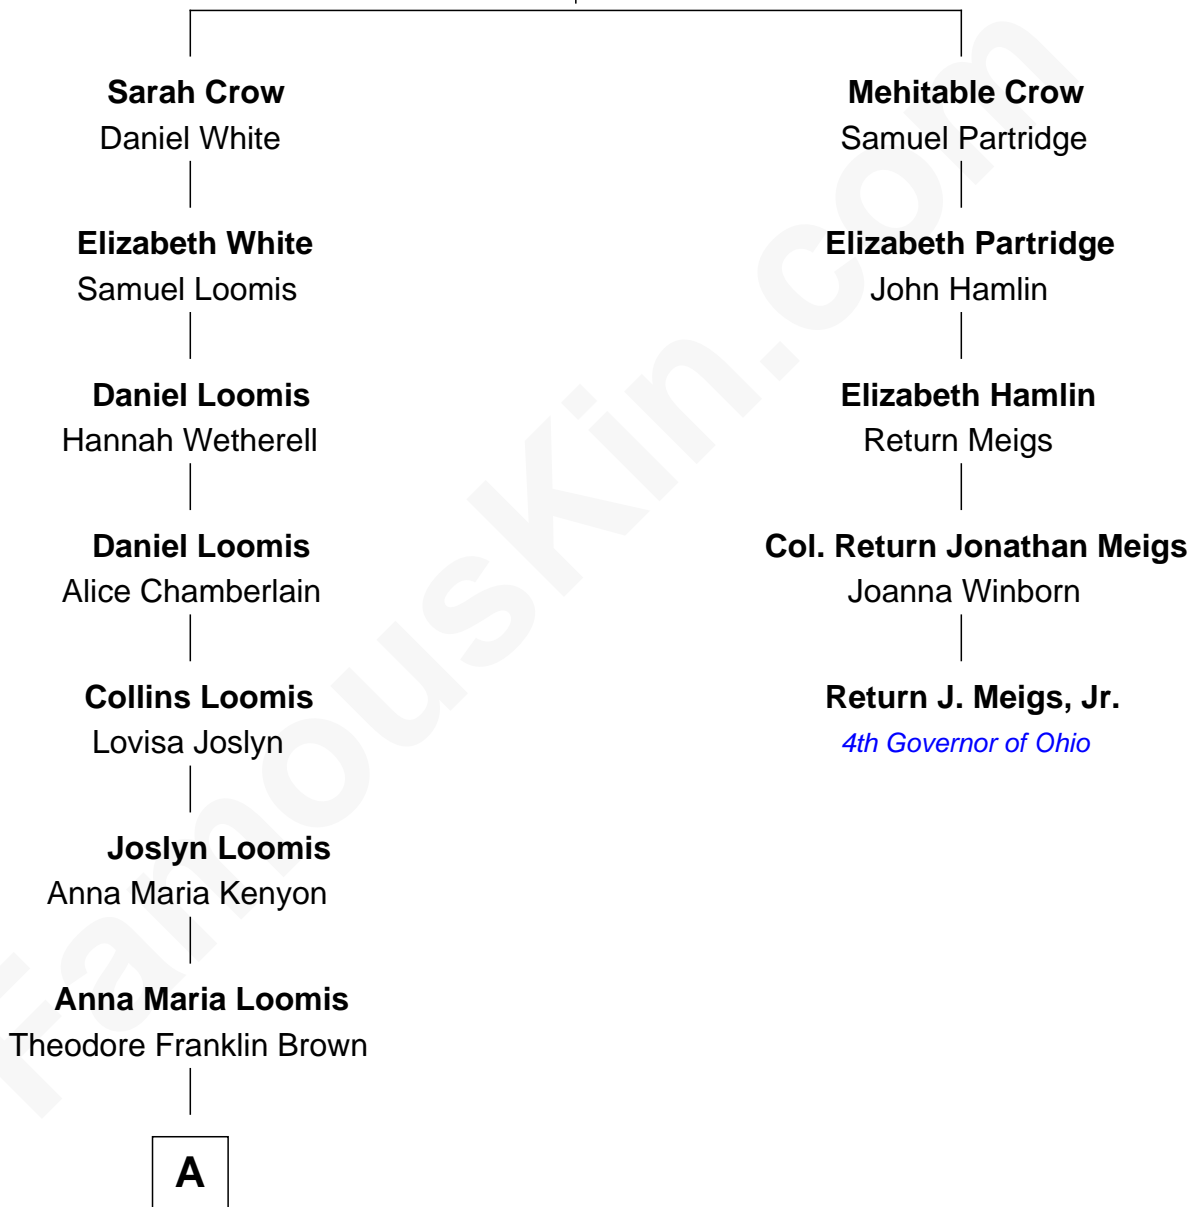 Sarah Crow
Daniel White
Elizabeth White
Samuel Loomis
Daniel Loomis
Hannah Wetherell
Daniel Loomis
Alice Chamberlain
Collins Loomis
Lovisa Joslyn
Joslyn Loomis
Anna Maria Kenyon
Anna Maria Loomis
Theodore Franklin Brown
A
Mehitable Crow
Samuel Partridge
Elizabeth Partridge
John Hamlin
Elizabeth Hamlin
Return Meigs
Col. Return Jonathan Meigs
Joanna Winborn
Return J. Meigs, Jr.
4th Governor of Ohio
FamousKin.com